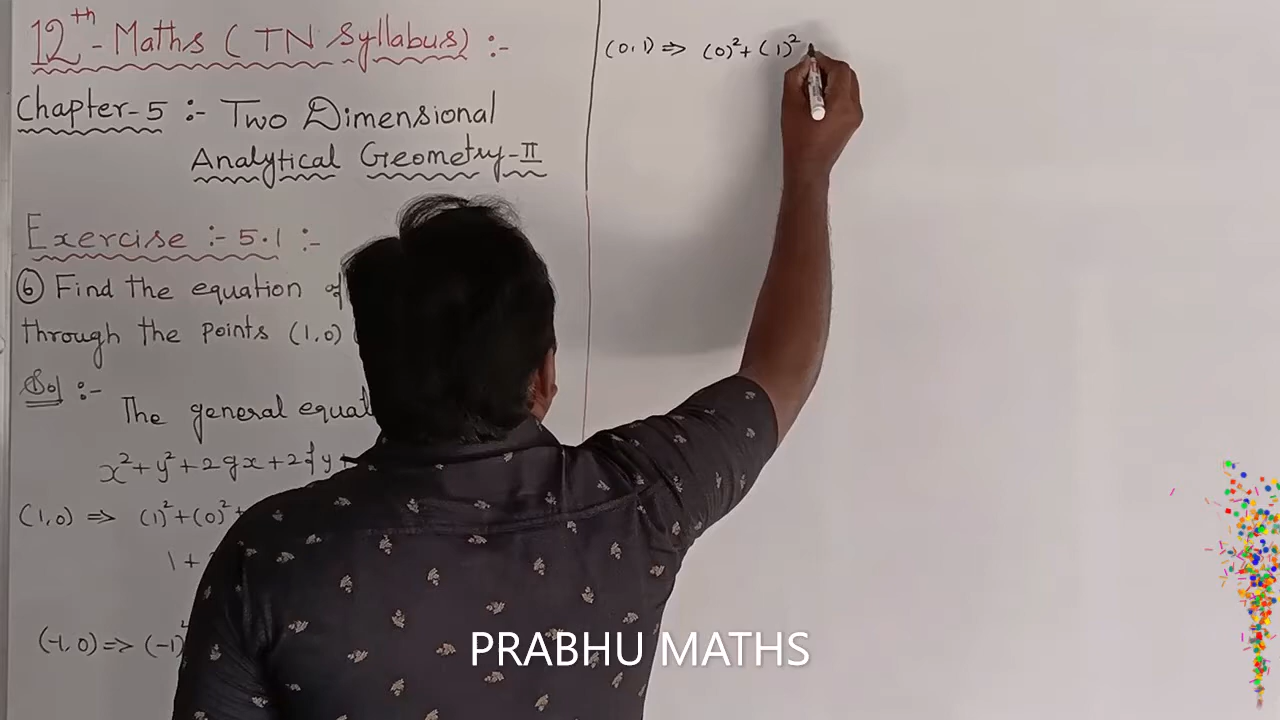 12th - Maths ( TN Syllabus) :-
Chapter-5 :- Two Dimensional
Analytical Geometry-II
Exercise :- 5.1 :-
⑥ Find the equation of
through the points (1,0)
Sol :-
The general equat
x²+y²+2gx+2fy+
(1,0) ⇒ (1)²+(0)²+
1+
(-1,0)⇒(-1)²
(0,1)⇒ (0)²+(1)²
PRABHU MATHS